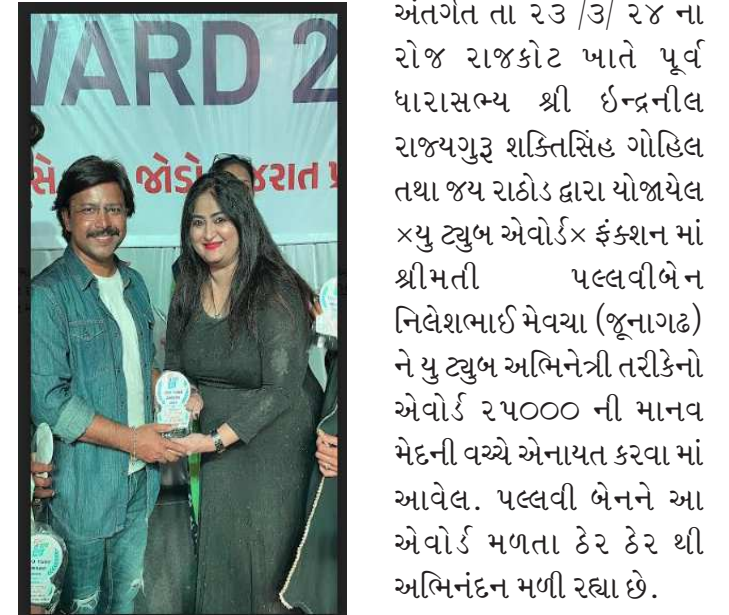 WARD 2
જોડો
અંતર્ગત તા ૨૩ /૩/ ૨૪ ના
રોજ રાજકોટ ખાતે પૂર્વ
ધારાસભ્ય શ્રી ઇન્દ્રનીલ
રાજ્યગુરૂ શક્તિસિંહ ગોહિલ
તથા જય રાઠોડ દ્વારા યોજાયેલ
×યુ ટ્યુબ એવોર્ડ× ફંક્શન માં
શ્રીમતી પલ્લવીબેન
નિલેશભાઈ મેવચા (જૂનાગઢ)
ને યુ ટ્યુબ અભિનેત્રી તરીકેનો
એવોર્ડ ૨૫૦૦૦ ની માનવ
મેદની વચ્ચે એનાયત કરવા માં
આવેલ. પલ્લવી બેનને આ
એવોર્ડ મળતા ઠેર ઠેર થી
અભિનંદન મળી રહ્યા છે.